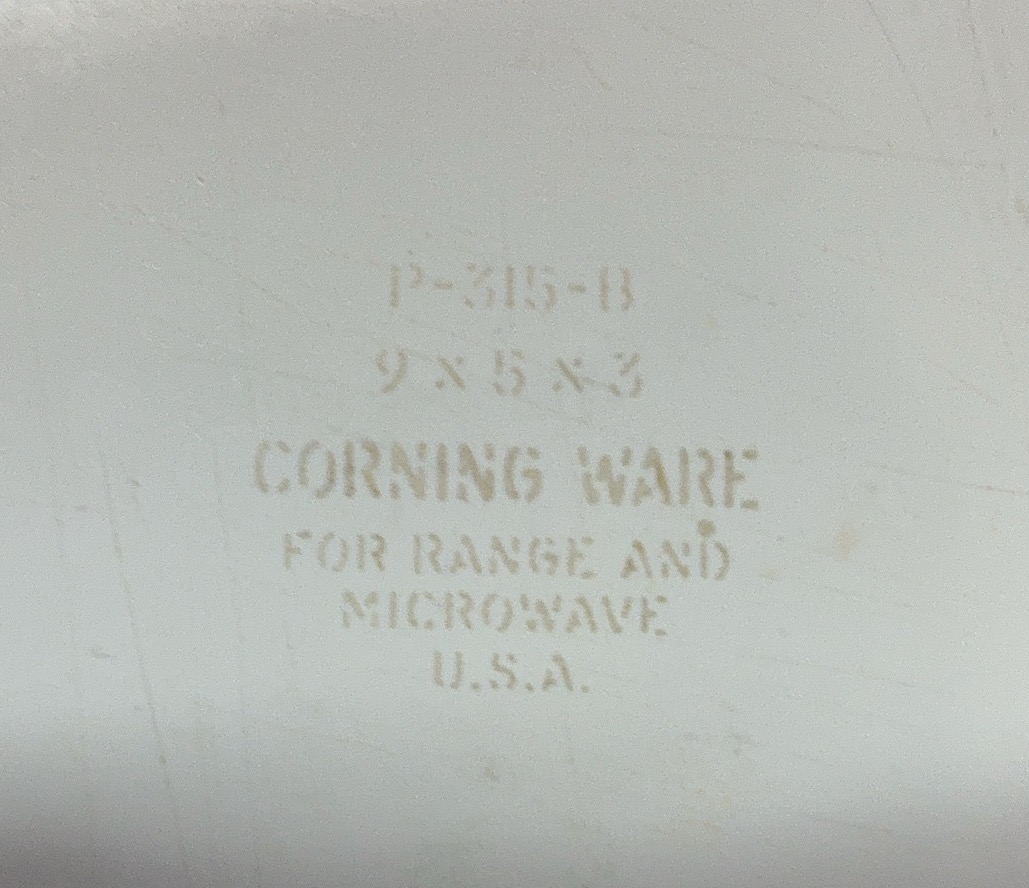 P-315-B
9 x 5 x 3
CORNING WARE
FOR RANGE AND
MICROWAVE
U.S.A.